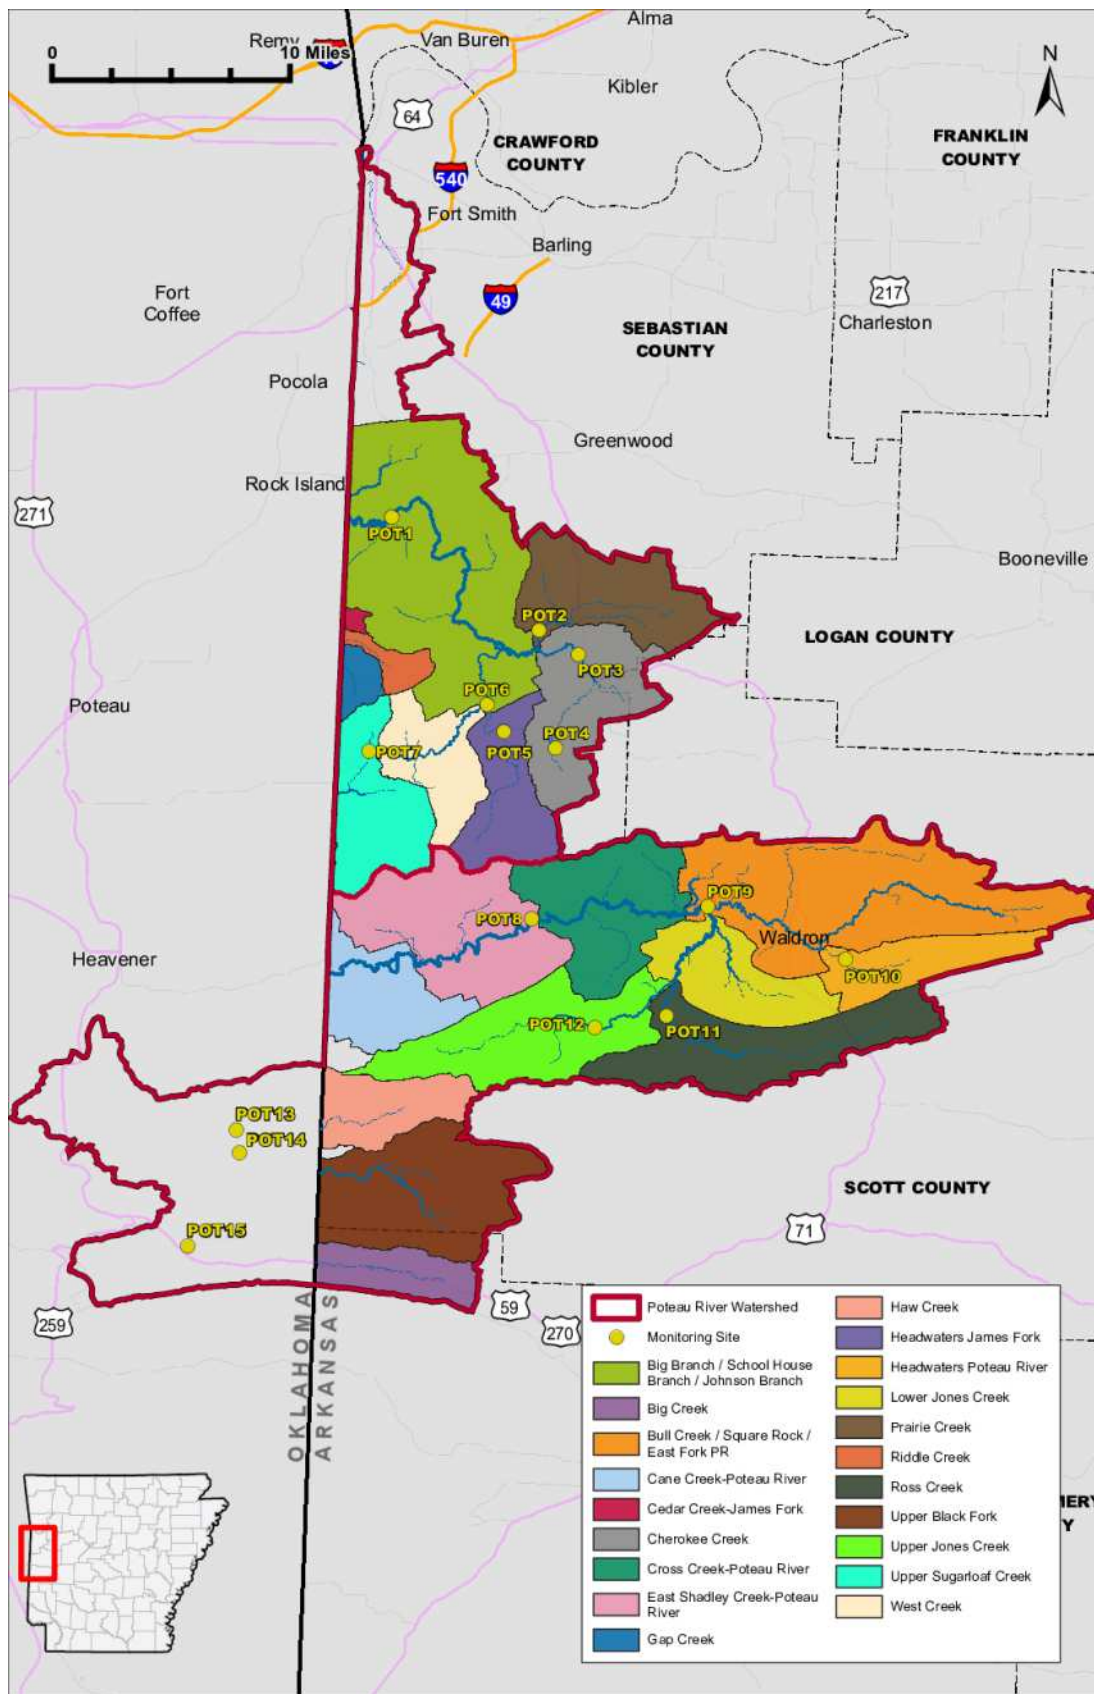 Alma
Remy
Van Buren
0
10 Miles
Kibler
N
64
CRAWFORD
COUNTY
FRANKLIN
COUNTY
540
Fort Smith
Barling
Fort
Coffee
49
217
Charleston
SEBASTIAN
COUNTY
Pocola
Greenwood
Rock Island
271
POT1
Booneville
POT2
LOGAN COUNTY
POT3
Poteau
POT6
POT7
POT5
POT4
POT9
POT8
Waldron
Heavener
POT10
POT12
POT11
POT13
POT14
SCOTT COUNTY
71
POT15
59
270
259
OKLAHOMA
ARKANSAS
Poteau River Watershed
Monitoring Site
Big Branch / School House
Branch / Johnson Branch
Big Creek
Bull Creek / Square Rock /
East Fork PR
Cane Creek-Poteau River
Cedar Creek-James Fork
Cherokee Creek
Cross Creek-Poteau River
East Shadley Creek-Poteau
River
Gap Creek
Haw Creek
Headwaters James Fork
Headwaters Poteau River
Lower Jones Creek
Prairie Creek
Riddle Creek
Ross Creek
Upper Black Fork
Upper Jones Creek
Upper Sugarloaf Creek
West Creek
MERY
Y